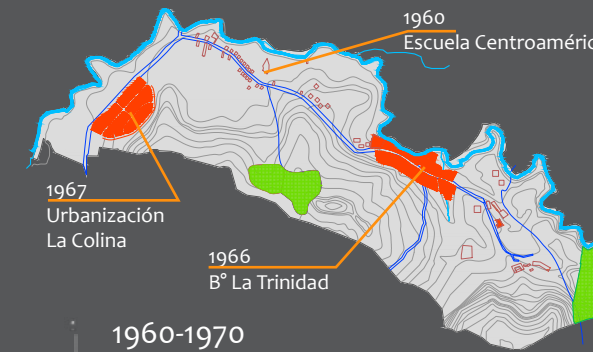 1960
Escuela Centroaméric
1967
Urbanización
La Colina
1966
B° La Trinidad
1960-1970